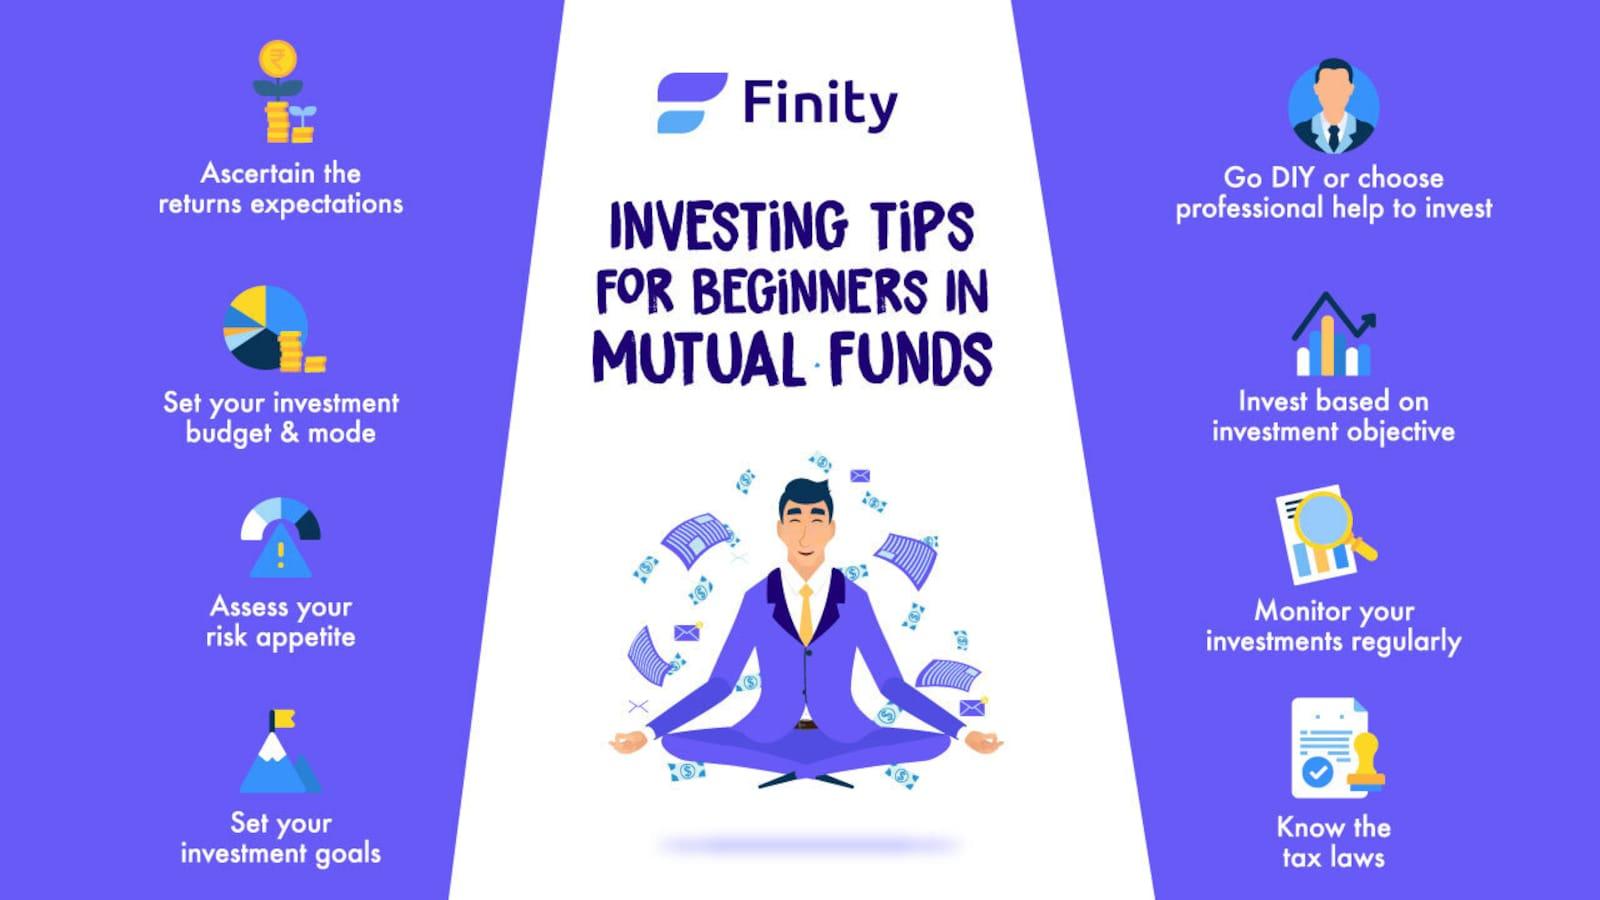 Finity
INVESTiNG TiPS
FOR BEGiNNERS IN
MUTUAL FUNDS
Ascertain the
returns expectations
Set your investment
budget & mode
Assess your
risk appetite
Set your
investment goals
Go DIY or choose
professional help to invest
Invest based on
investment objective
Monitor your
investments regularly
Know the
tax laws